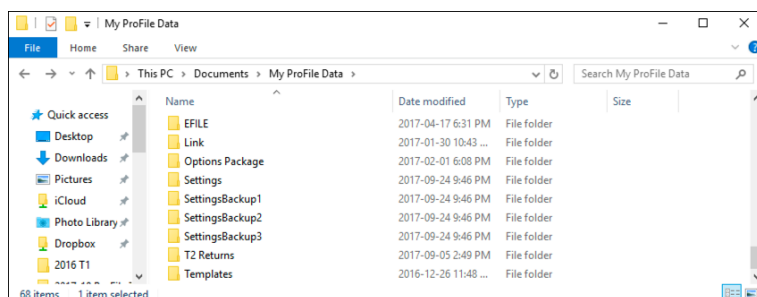 My ProFile Data
File Home Share View
This PC > Documents > My ProFile Data >
Search My ProFile Data
Name Date modified Type Size
Quick access
Desktop
Downloads
Pictures
iCloud
Photo Library
Dropbox
2016 T1
EFILE 2017-04-17 6:31 PM File folder
Link 2017-01-30 10:43 ... File folder
Options Package 2017-02-01 6:08 PM File folder
Settings 2017-09-24 9:46 PM File folder
SettingsBackup1 2017-09-24 9:46 PM File folder
SettingsBackup2 2017-09-24 9:46 PM File folder
SettingsBackup3 2017-09-24 9:46 PM File folder
T2 Returns 2017-09-05 2:49 PM File folder
Templates 2016-12-26 11:48 ... File folder
68 items 1 item selected